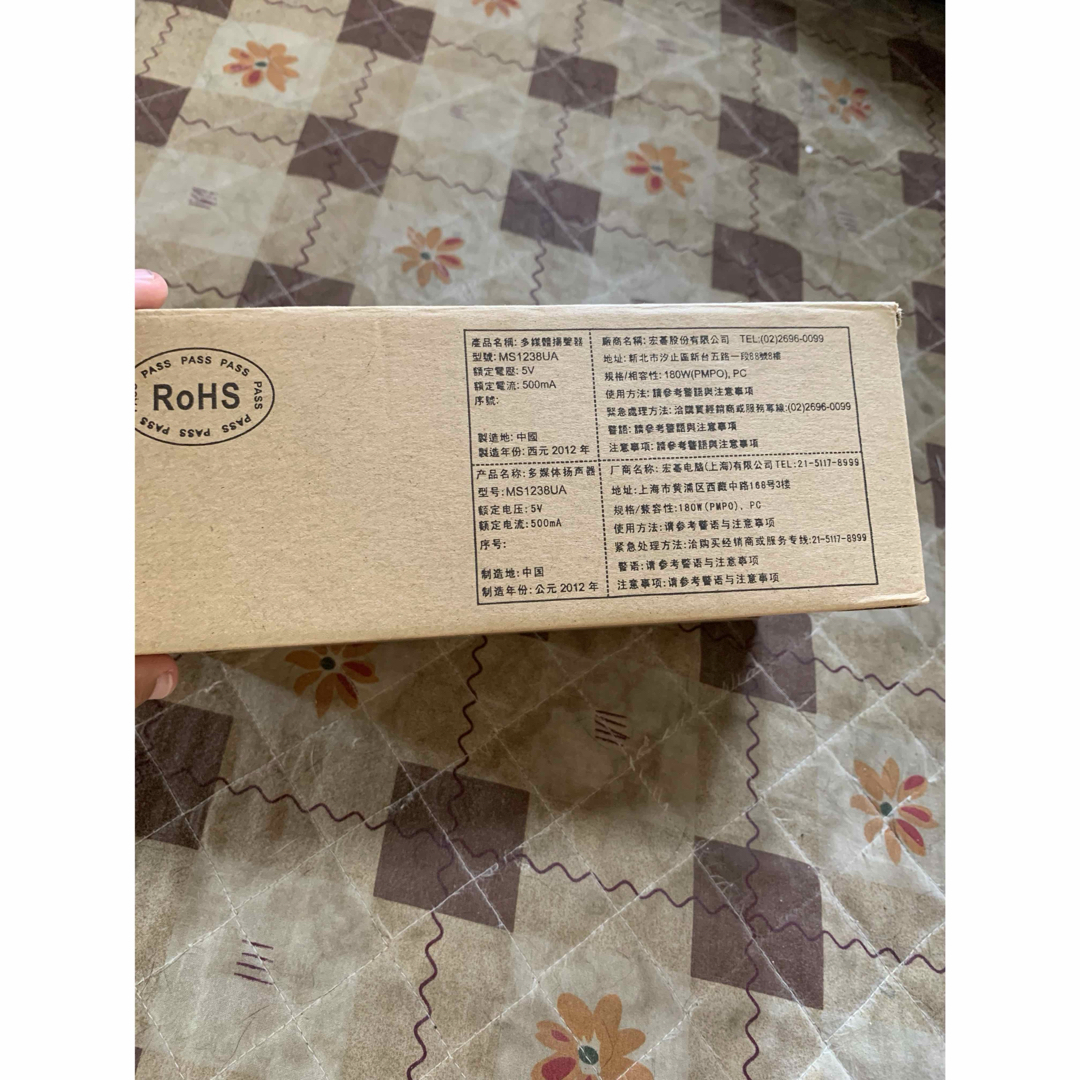 PASS PASS PASS PASS PASS PASS PASS
RoHS
產品名稱: 多媒體揚聲器
型號: MS1238UA
額定電壓: 5V
額定電流: 500mA
序號:
製造地: 中國
製造年份: 西元 2012 年
廠商名稱: 宏碁股份有限公司 TEL:(02)2696-0099
地址: 新北市汐止區新台五路一段88號8樓
規格/相容性: 180W(PMPO), PC
使用方法: 請參考警語與注意事項
緊急處理方法: 洽購買經銷商或服務專線:(02)2696-0099
警語: 請參考警語與注意事項
注意事項: 請參考警語與注意事項
产品名称: 多媒体扬声器
型号: MS1238UA
额定电压: 5V
额定电流: 500mA
序号:
制造地: 中国
制造年份: 公元 2012 年
厂商名称: 宏碁电脑(上海)有限公司 TEL:21-5117-8999
地址: 上海市黄浦区西藏中路168号3楼
规格/兼容性: 180W(PMPO)、PC
使用方法: 请参考警语与注意事项
紧急处理方法: 洽购买经销商或服务专线:21-5117-8999
警语: 请参考警语与注意事项
注意事项: 请参考警语与注意事项